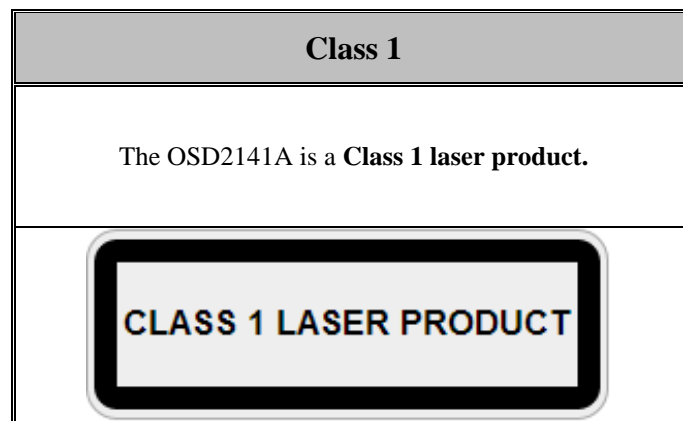 Class 1
The OSD2141A is a Class 1 laser product.
CLASS 1 LASER PRODUCT